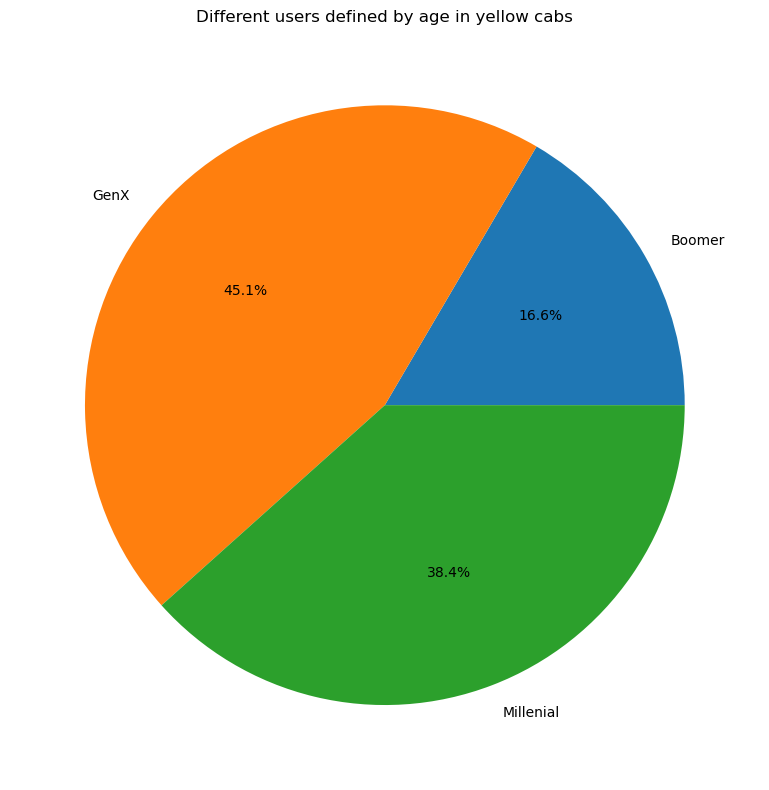 Different users defined by age in yellow cabs
GenX
Boomer
45.1%
16.6%
38.4%
Millenial